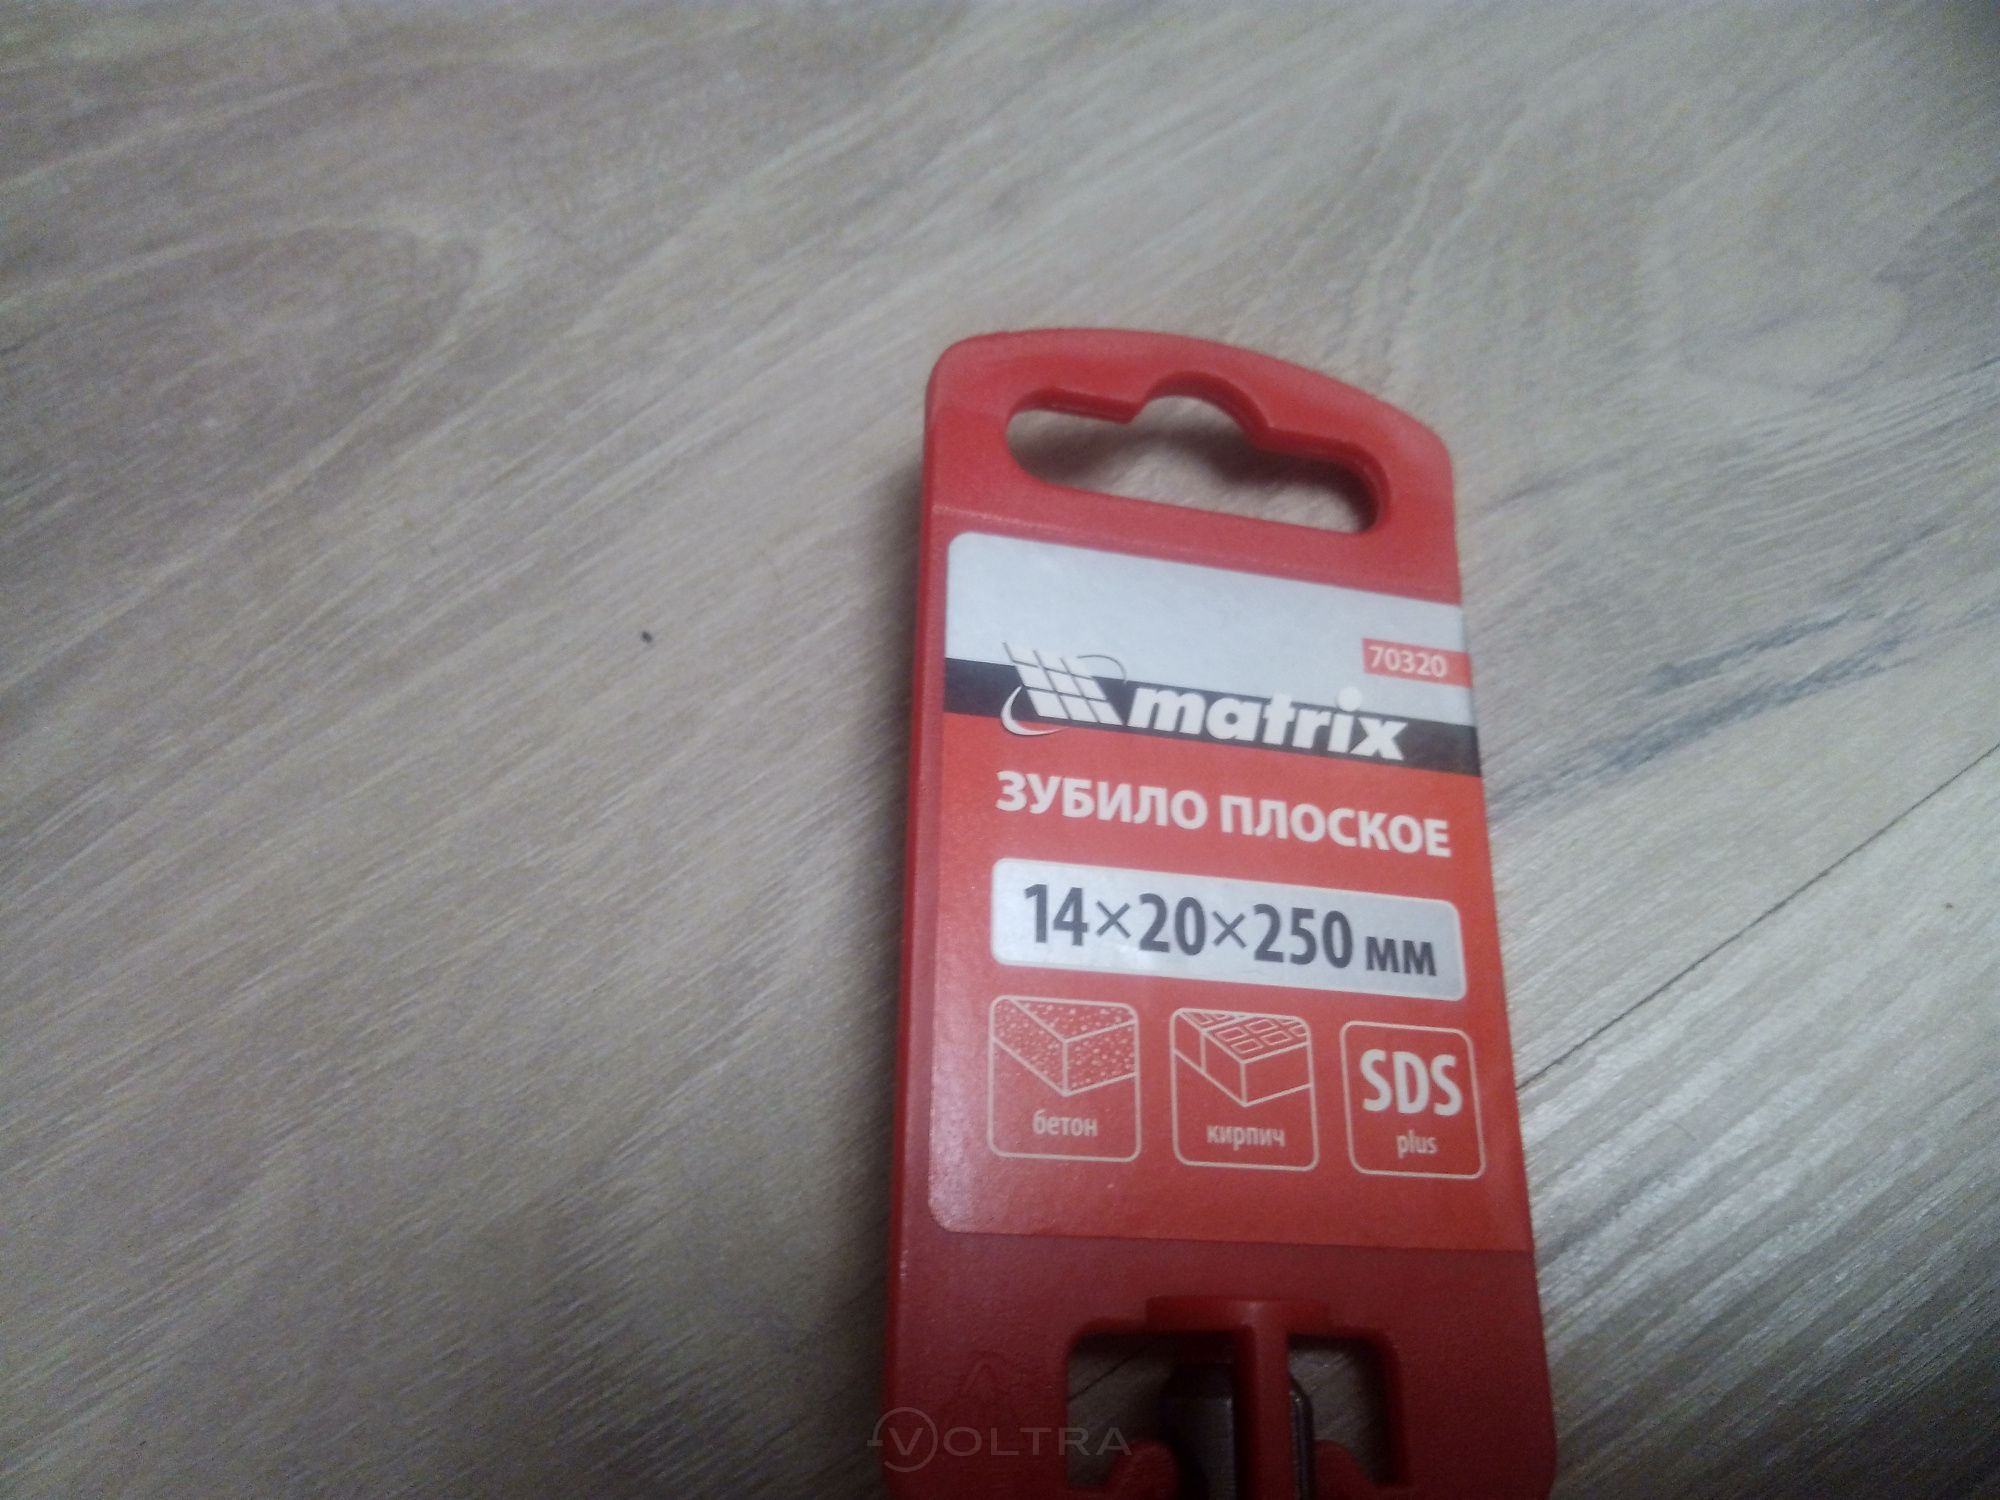 70320
matrix
ЗУБИЛО ПЛОСКОЕ
14×20×250 мм
бетон
кирпич
SDS
plus
VOLTRA